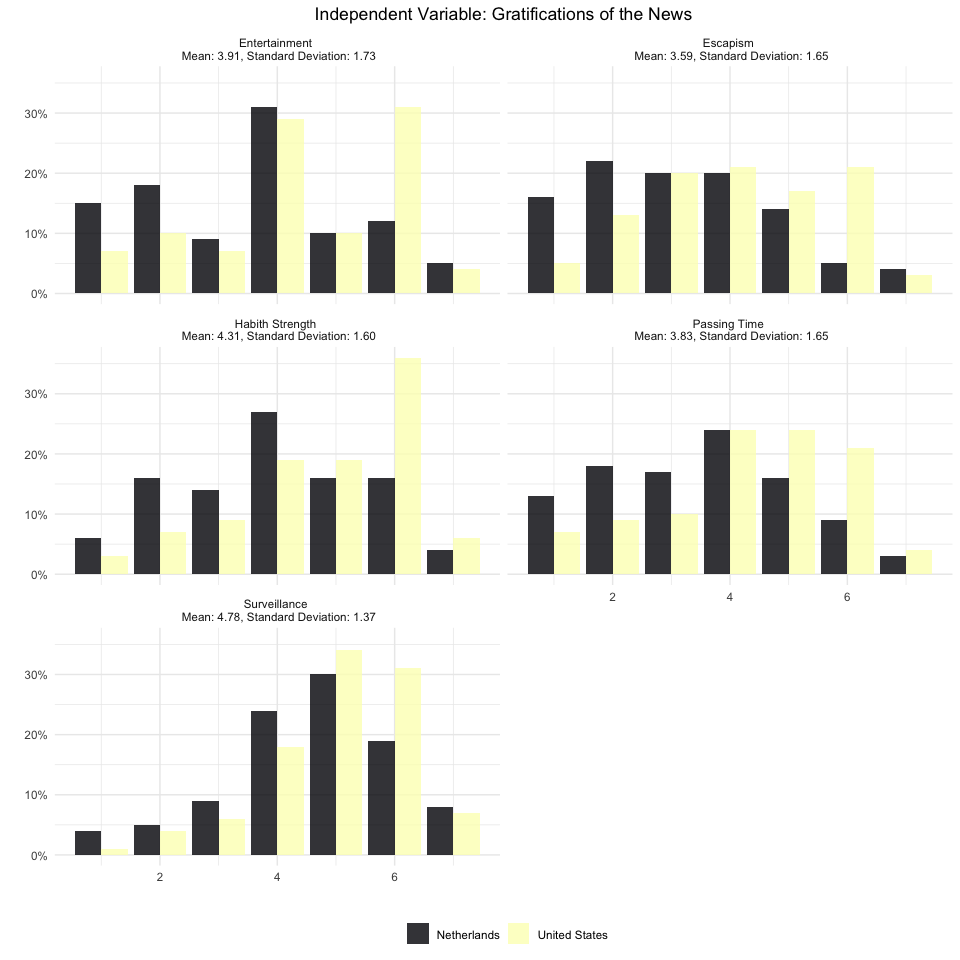 Independent Variable: Gratifications of the News
Entertainment
Mean: 3.91, Standard Deviation: 1.73
Escapism
Mean: 3.59, Standard Deviation: 1.65
30%
20%
10%
0%
Habith Strength
Mean: 4.31, Standard Deviation: 1.60
Passing Time
Mean: 3.83, Standard Deviation: 1.65
30%
20%
10%
0%
2 4 6
Surveillance
Mean: 4.78, Standard Deviation: 1.37
30%
20%
10%
0%
2 4 6
Netherlands United States